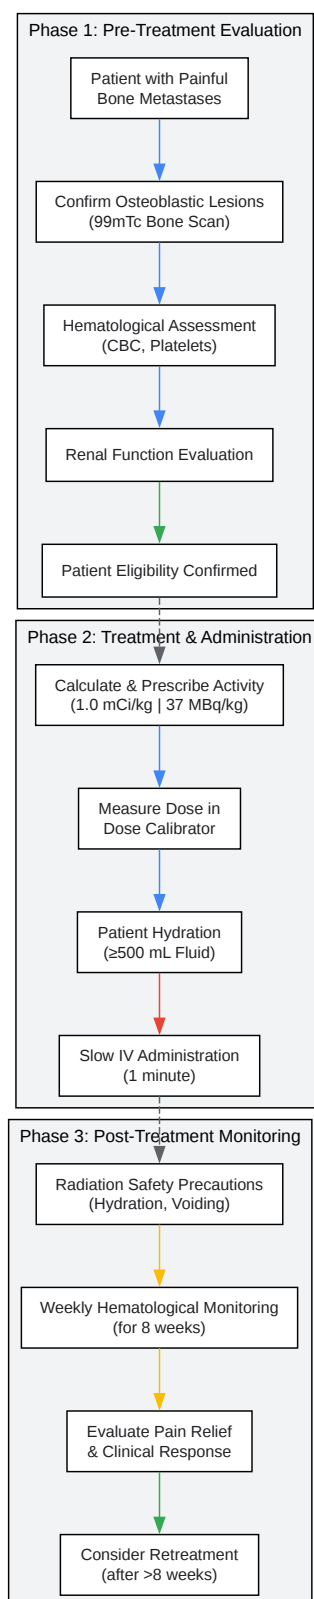 Phase 1: Pre-Treatment Evaluation
Patient with Painful
Bone Metastases
Confirm Osteoblastic Lesions
(99mTc Bone Scan)
Hematological Assessment
(CBC, Platelets)
Renal Function Evaluation
Patient Eligibility Confirmed
Phase 2: Treatment & Administration
Calculate & Prescribe Activity
(1.0 mCi/kg | 37 MBq/kg)
Measure Dose in
Dose Calibrator
Patient Hydration
(≥500 mL Fluid)
Slow IV Administration
(1 minute)
Phase 3: Post-Treatment Monitoring
Radiation Safety Precautions
(Hydration, Voiding)
Weekly Hematological Monitoring
(for 8 weeks)
Evaluate Pain Relief
& Clinical Response
Consider Retreatment
(after >8 weeks)